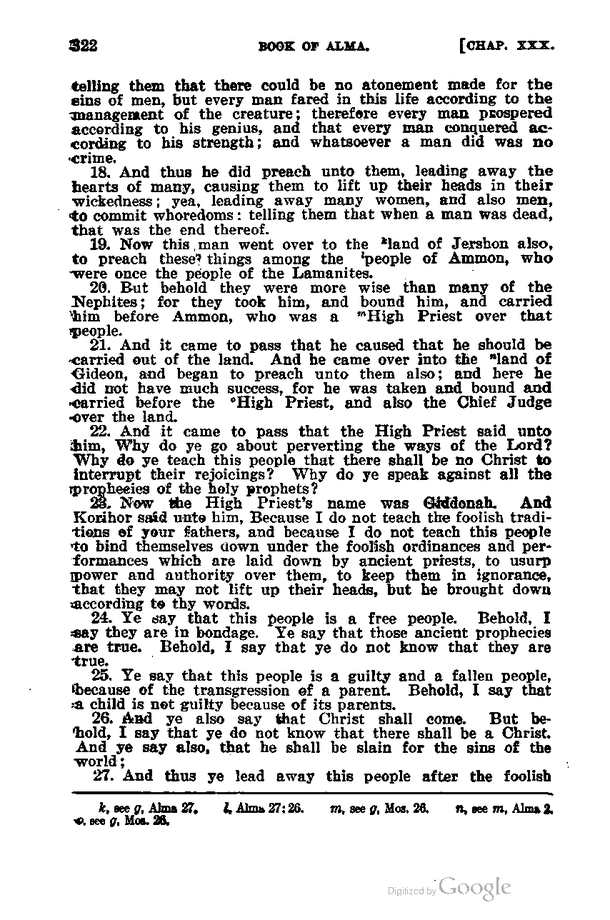 322 BOOK OF ALMA. [CHAP. XXX.
telling them that there could be no atonement made for the
sins of men, but every man fared in this life according to the
management of the creature; therefore every man prospered
according to his genius, and that every man conquered ac-
cording to his strength; and whatsoever a man did was no
crime.
18. And thus he did preach unto them, leading away the
hearts of many, causing them to lift up their heads in their
wickedness; yea, leading away many women, and also men,
to commit whoredoms: telling them that when a man was dead,
that was the end thereof.
19. Now this man went over to the ᵏland of Jershon also,
to preach these things among the ˡpeople of Ammon, who
were once the people of the Lamanites.
20. But behold they were more wise than many of the
Nephites; for they took him, and bound him, and carried
him before Ammon, who was a ᵐHigh Priest over that
people.
21. And it came to pass that he caused that he should be
carried out of the land. And he came over into the ⁿland of
Gideon, and began to preach unto them also; and here he
did not have much success, for he was taken and bound and
carried before the ᵒHigh Priest, and also the Chief Judge
over the land.
22. And it came to pass that the High Priest said unto
him, Why do ye go about perverting the ways of the Lord?
Why do ye teach this people that there shall be no Christ to
interrupt their rejoicings? Why do ye speak against all the
prophecies of the holy prophets?
23. Now the High Priest's name was Giddonah. And
Korihor said unto him, Because I do not teach the foolish tradi-
tions of your fathers, and because I do not teach this people
to bind themselves down under the foolish ordinances and per-
formances which are laid down by ancient priests, to usurp
power and authority over them, to keep them in ignorance,
that they may not lift up their heads, but be brought down
according to thy words.
24. Ye say that this people is a free people. Behold, I
say they are in bondage. Ye say that those ancient prophecies
are true. Behold, I say that ye do not know that they are
true.
25. Ye say that this people is a guilty and a fallen people,
because of the transgression of a parent. Behold, I say that
a child is not guilty because of its parents.
26. And ye also say that Christ shall come. But be-
hold, I say that ye do not know that there shall be a Christ.
And ye say also, that he shall be slain for the sins of the
world;
27. And thus ye lead away this people after the foolish
k, see g, Alma 27. l, Alma 27:26. m, see g, Mos. 26. n, see m, Alma 2.
o, see g, Mos. 26.
Digitized by Google